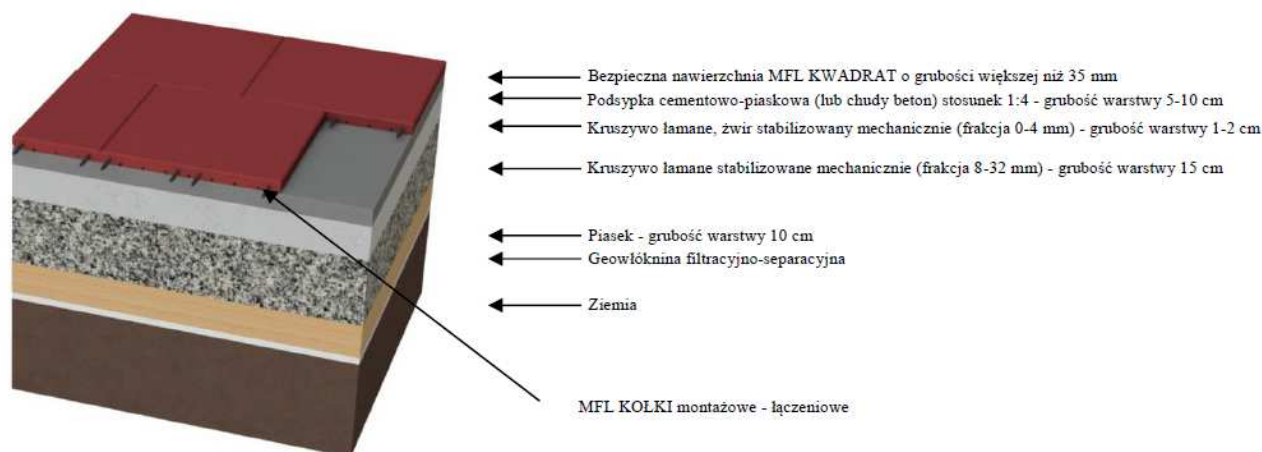 Bezpieczna nawierzchnia MFL KWADRAT o grubości większej niż 35 mm
Podsypka cementowo-piaskowa (lub chudy beton) stosunek 1:4 - grubość warstwy 5-10 cm
Kruszywo łamane, żwir stabilizowany mechanicznie (frakcja 0-4 mm) - grubość warstwy 1-2 cm
Kruszywo łamane stabilizowane mechanicznie (frakcja 8-32 mm) - grubość warstwy 15 cm
Piasek - grubość warstwy 10 cm
Geowłóknina filtracyjno-separacyjna
Ziemia
MFL KOŁKI montażowe - łączeniowe